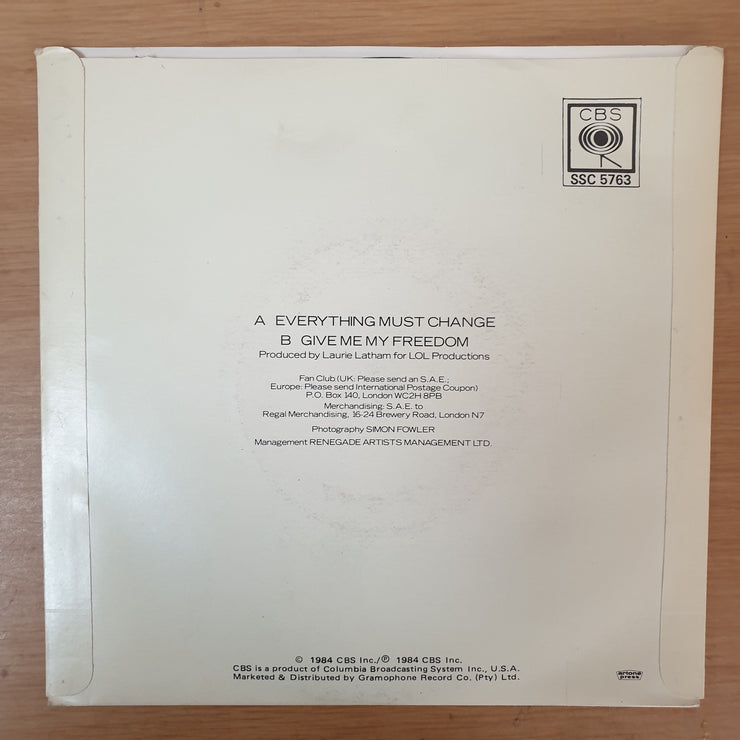 CBS
SSC 5763
A EVERYTHING MUST CHANGE
B GIVE ME MY FREEDOM
Produced by Laurie Latham for LOL Productions
Fan Club (UK: Please send an S.A.E.;
Europe: Please send International Postage Coupon)
P.O. Box 140, London WC2H 8PB
Merchandising: S.A.E. to
Regal Merchandising, 16-24 Brewery Road, London N7
Photography SIMON FOWLER
Management RENEGADE ARTISTS MANAGEMENT LTD.
© 1984 CBS Inc./℗ 1984 CBS Inc.
CBS is a product of Columbia Broadcasting System Inc., U.S.A.
Marketed & Distributed by Gramophone Record Co. (Pty) Ltd.
artone
press